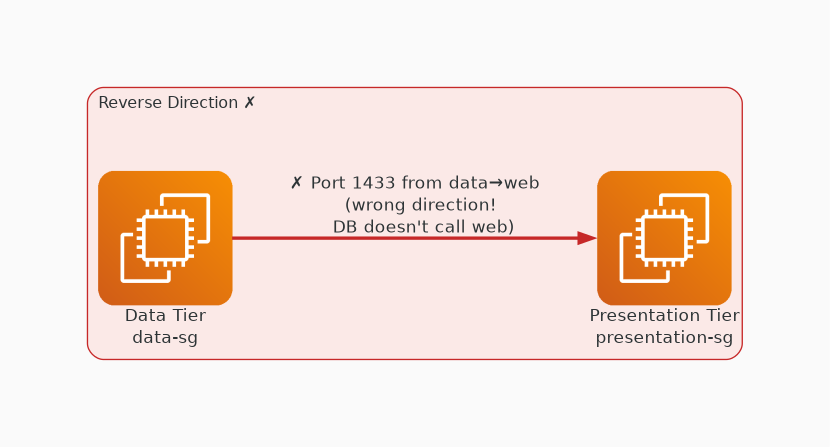 Reverse Direction ✗
✗ Port 1433 from data→web
(wrong direction!
DB doesn't call web)
Data Tier
data-sg
Presentation Tier
presentation-sg